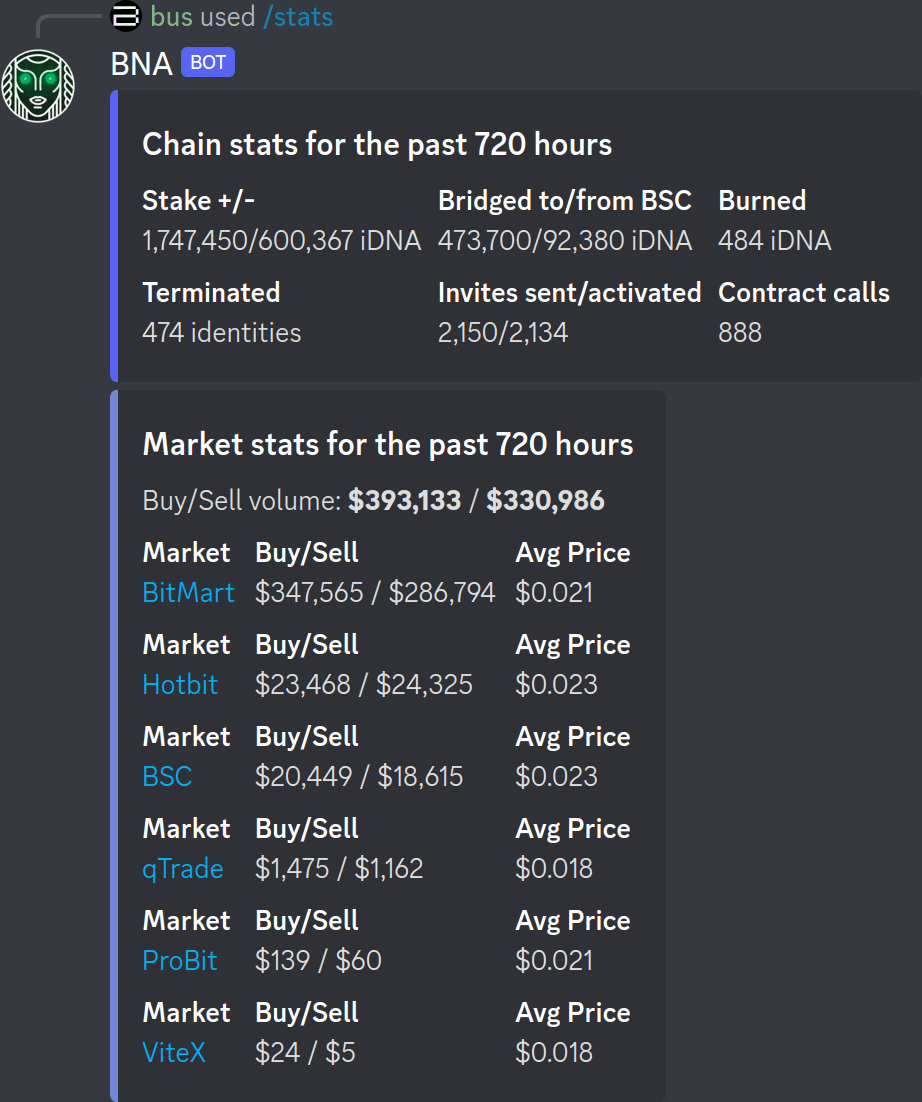 bus used /stats
BNA BOT
Chain stats for the past 720 hours
Stake +/- Bridged to/from BSC Burned
1,747,450/600,367 iDNA 473,700/92,380 iDNA 484 iDNA
Terminated Invites sent/activated Contract calls
474 identities 2,150/2,134 888
Market stats for the past 720 hours
Buy/Sell volume: $393,133 / $330,986
Market Buy/Sell Avg Price
BitMart $347,565 / $286,794 $0.021
Market Buy/Sell Avg Price
Hotbit $23,468 / $24,325 $0.023
Market Buy/Sell Avg Price
BSC $20,449 / $18,615 $0.023
Market Buy/Sell Avg Price
qTrade $1,475 / $1,162 $0.018
Market Buy/Sell Avg Price
ProBit $139 / $60 $0.021
Market Buy/Sell Avg Price
ViteX $24 / $5 $0.018